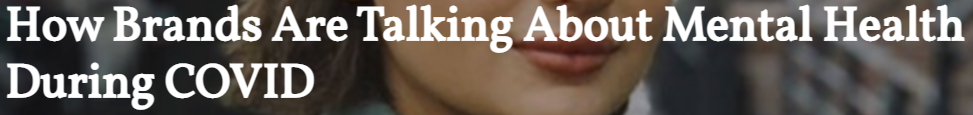 How Brands Are Talking About Mental Health
During COVID